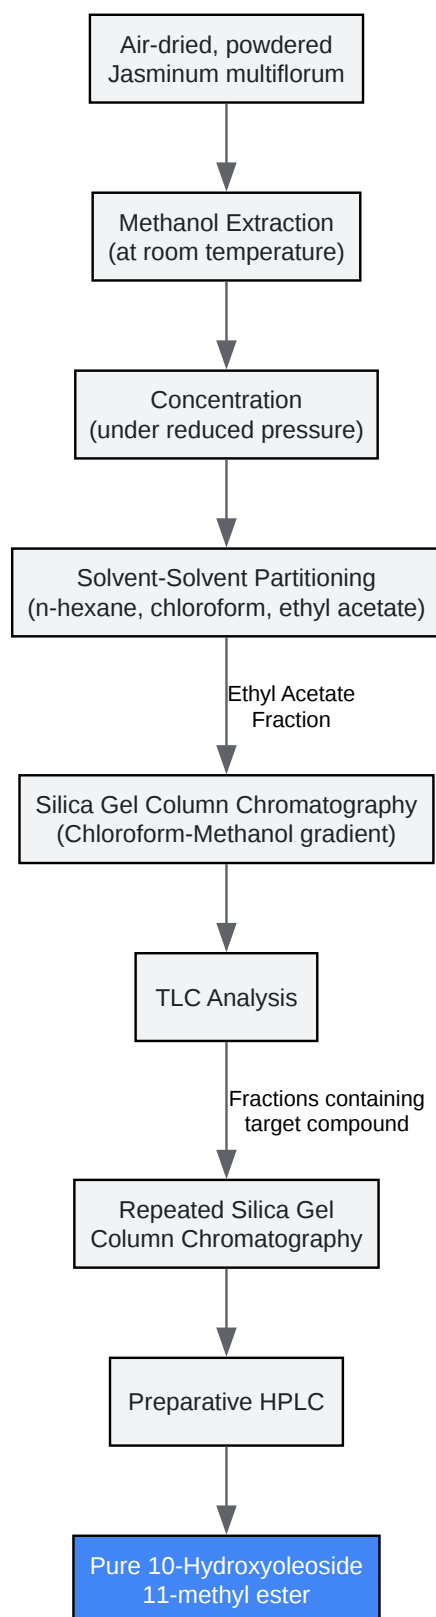 Air-dried, powdered
Jasminum multiflorum
Methanol Extraction
(at room temperature)
Concentration
(under reduced pressure)
Solvent-Solvent Partitioning
(n-hexane, chloroform, ethyl acetate)
Ethyl Acetate
Fraction
Silica Gel Column Chromatography
(Chloroform-Methanol gradient)
TLC Analysis
Fractions containing
target compound
Repeated Silica Gel
Column Chromatography
Preparative HPLC
Pure 10-Hydroxyoleoside
11-methyl ester